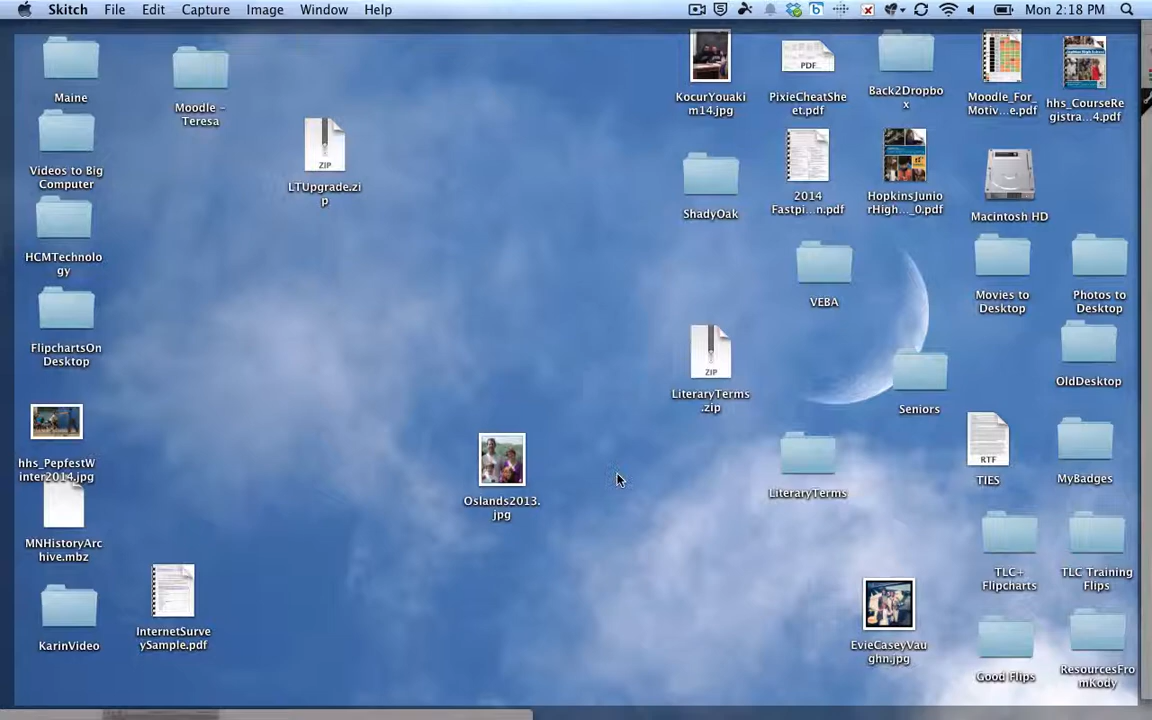 Skitch File Edit Capture Image Window Help Mon 2:18 PM
Maine
Moodle -
Teresa
Videos to Big
Computer
ZIP
LTUpgrade.zi
p
HCMTechnolo
gy
FlipchartsOn
Desktop
hhs_PepfestW
inter2014.jpg
MNHistoryArc
hive.mbz
KarinVideo
InternetSurve
ySample.pdf
Oslands2013.
jpg
KocurYouaki
m14.jpg
PDF
PixieCheatShe
et.pdf
Back2Dropbo
x
Moodle_For_
Motiv...e.pdf
hhs_CourseRe
gistra...4.pdf
ShadyOak
2014
Fastpi...n.pdf
HopkinsJunio
rHigh..._0.pdf
Macintosh HD
VEBA
Movies to
Desktop
Photos to
Desktop
ZIP
LiteraryTerms
.zip
Seniors
OldDesktop
LiteraryTerms
RTF
TIES
MyBadges
TLC+
Flipcharts
TLC Training
Flips
EvieCaseyVau
ghn.jpg
Good Flips
ResourcesFro
mKody